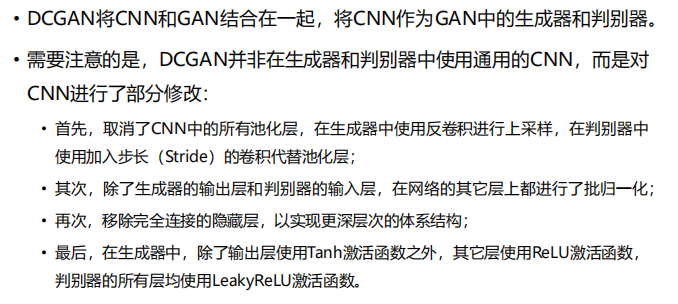 • DCGAN将CNN和GAN结合在一起，将CNN作为GAN中的生成器和判别器。
• 需要注意的是，DCGAN并非在生成器和判别器中使用通用的CNN，而是对
CNN进行了部分修改：
• 首先，取消了CNN中的所有池化层，在生成器中使用反卷积进行上采样，在判别器中
使用加入步长（Stride）的卷积代替池化层；
• 其次，除了生成器的输出层和判别器的输入层，在网络的其它层上都进行了批归一化；
• 再次，移除完全连接的隐藏层，以实现更深层次的体系结构；
• 最后，在生成器中，除了输出层使用Tanh激活函数之外，其它层使用ReLU激活函数，
判别器的所有层均使用LeakyReLU激活函数。